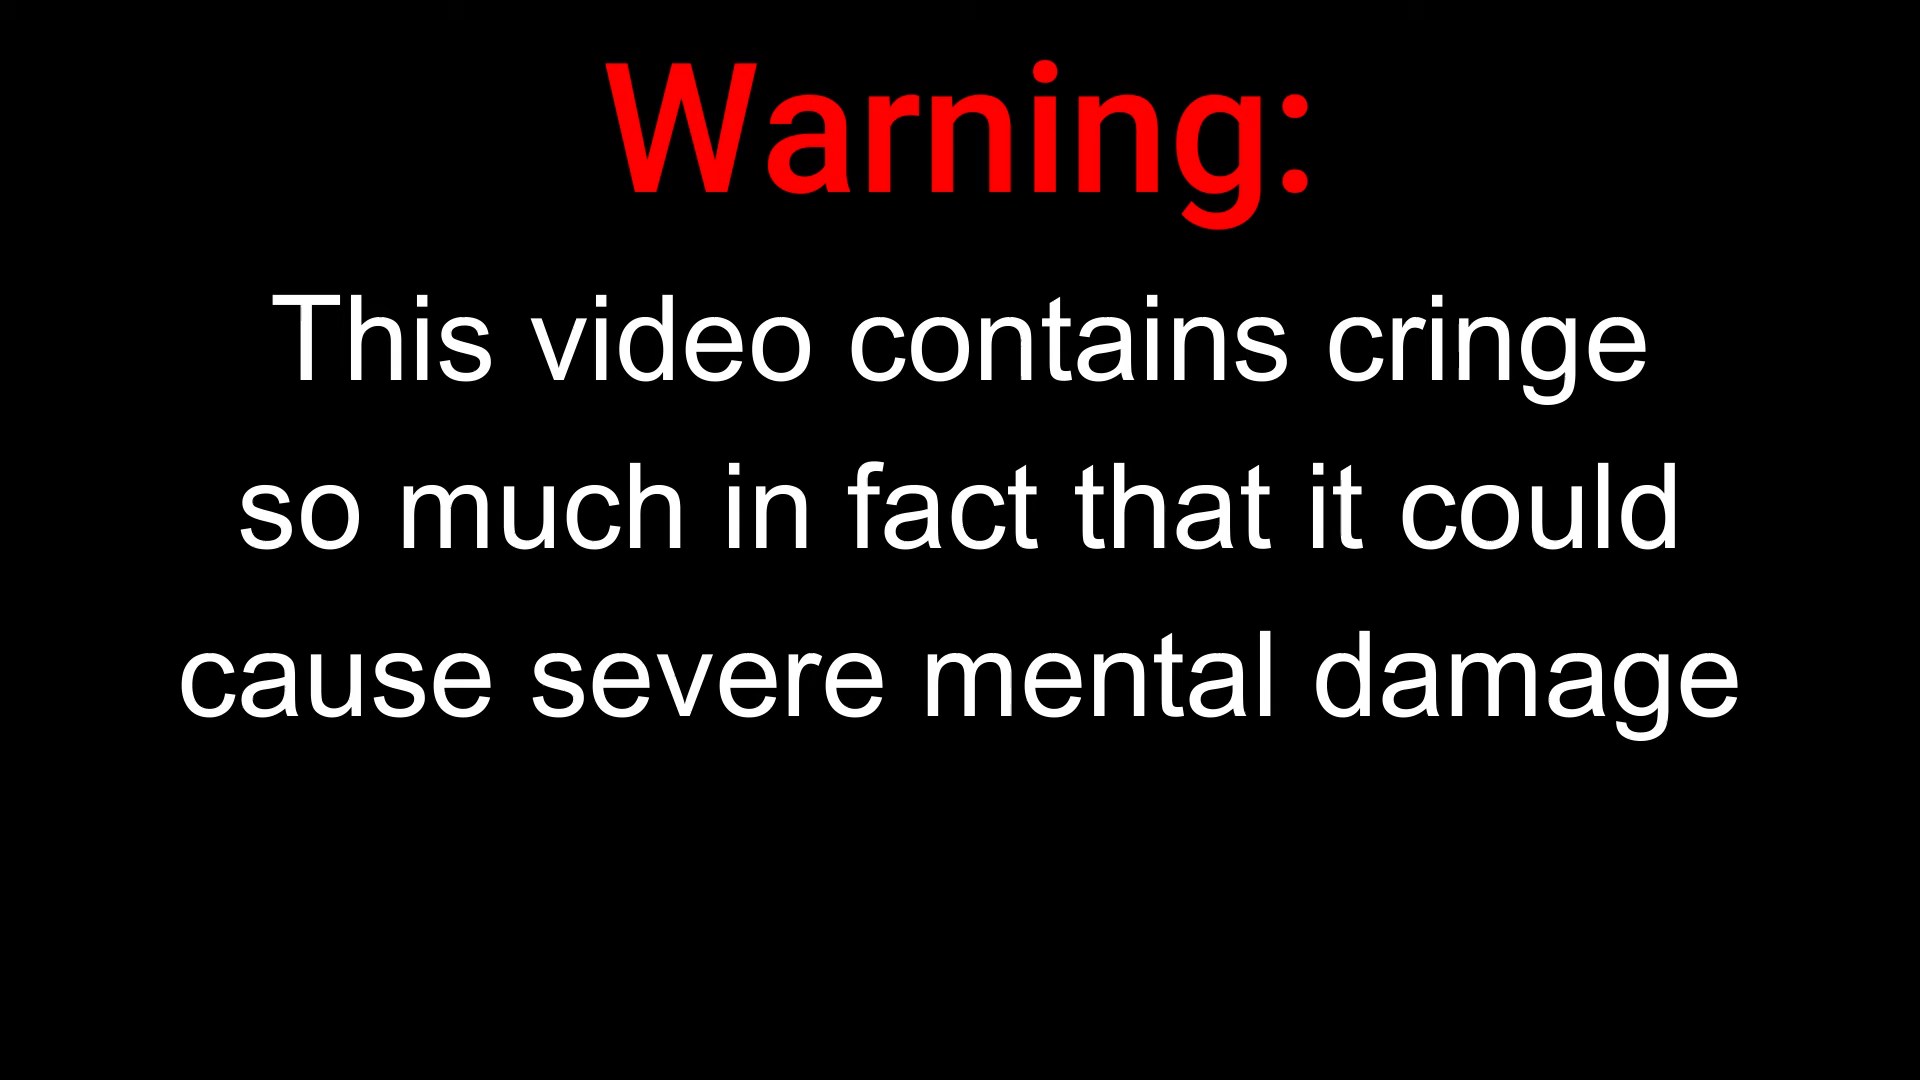 Warning:
This video contains cringe
so much in fact that it could
cause severe mental damage